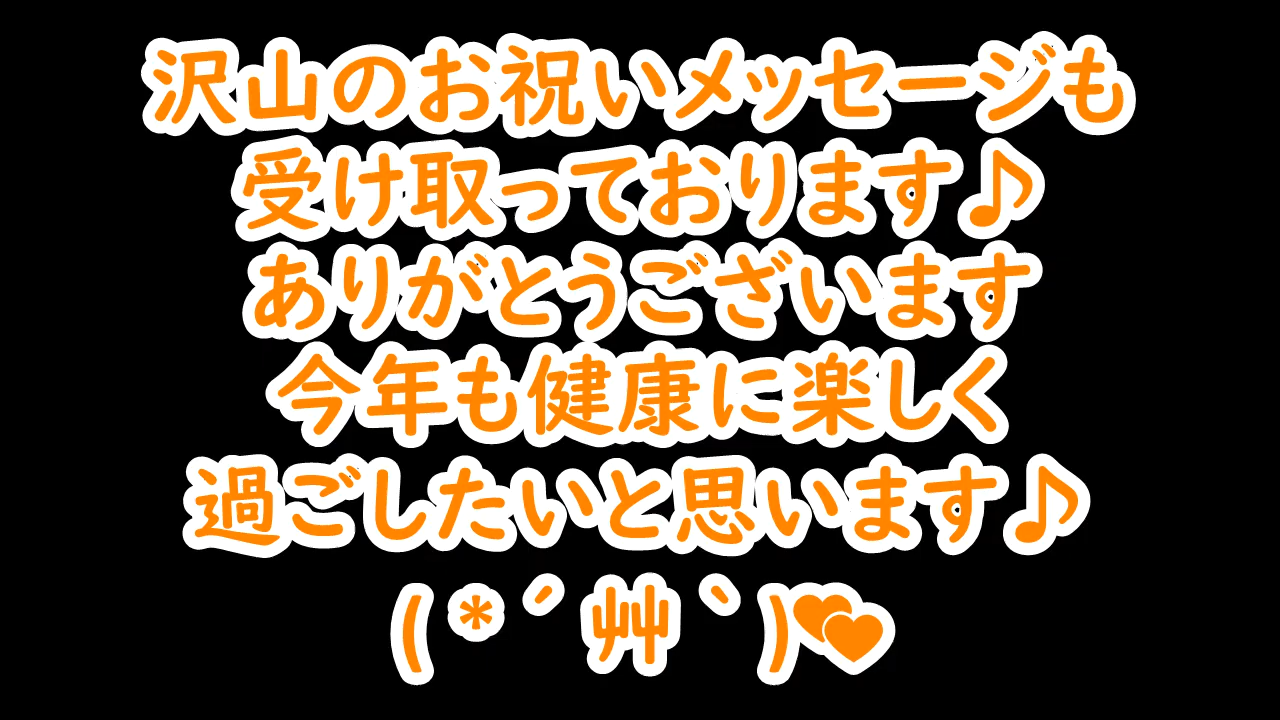 沢山のお祝いメッセージも
受け取っております♪
ありがとうございます
今年も健康に楽しく
過ごしたいと思います♪
(*´艸`)💕